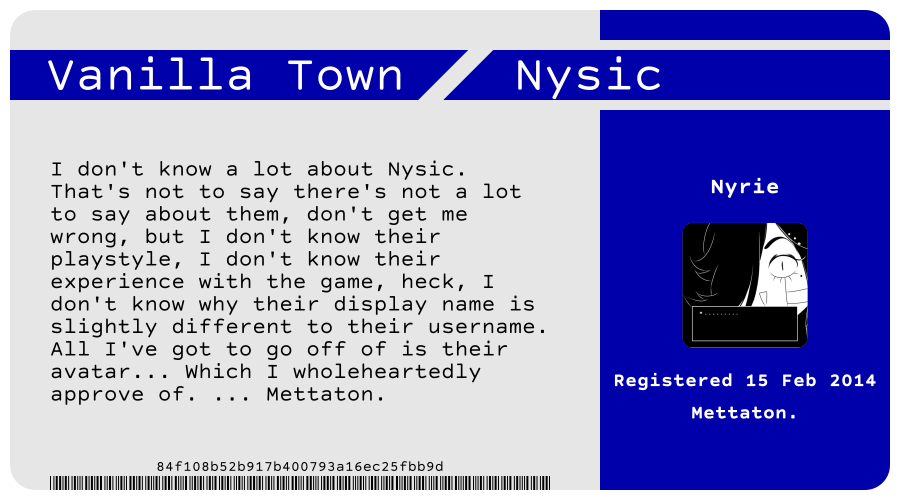 Vanilla Town Nysic
I don't know a lot about Nysic.
That's not to say there's not a lot
to say about them, don't get me
wrong, but I don't know their
playstyle, I don't know their
experience with the game, heck, I
don't know why their display name is
slightly different to their username.
All I've got to go off of is their
avatar... Which I wholeheartedly
approve of. ... Mettaton.
84f108b52b917b400793a16ec25fbb9d
Nyrie
Registered 15 Feb 2014
Mettaton.